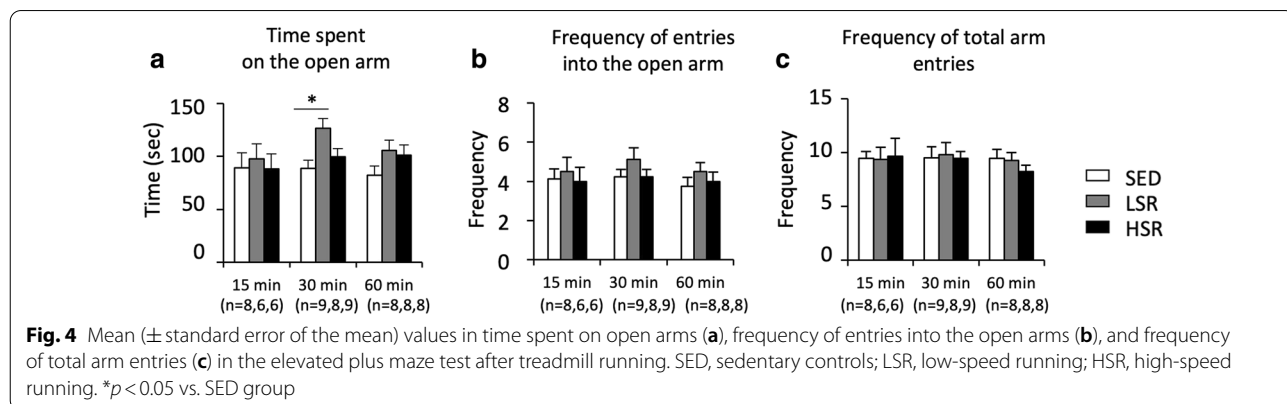 Time spent
on the open arm
a
Time (sec)
150
100
50
0
*
15 min
30 min
60 min
(n=8,6,6)
(n=9,8,9)
(n=8,8,8)
Frequency of entries
into the open arm
b
Frequency
8
6
4
2
0
15 min
30 min
60 min
(n=8,6,6)
(n=9,8,9)
(n=8,8,8)
Frequency of total arm
entries
c
Frequency
15
10
5
0
15 min
30 min
60 min
(n=8,6,6)
(n=9,8,9)
(n=8,8,8)
SED
LSR
HSR
Fig. 4 Mean (± standard error of the mean) values in time spent on open arms (a), frequency of entries into the open arms (b), and frequency
of total arm entries (c) in the elevated plus maze test after treadmill running. SED, sedentary controls; LSR, low-speed running; HSR, high-speed
running. *p < 0.05 vs. SED group